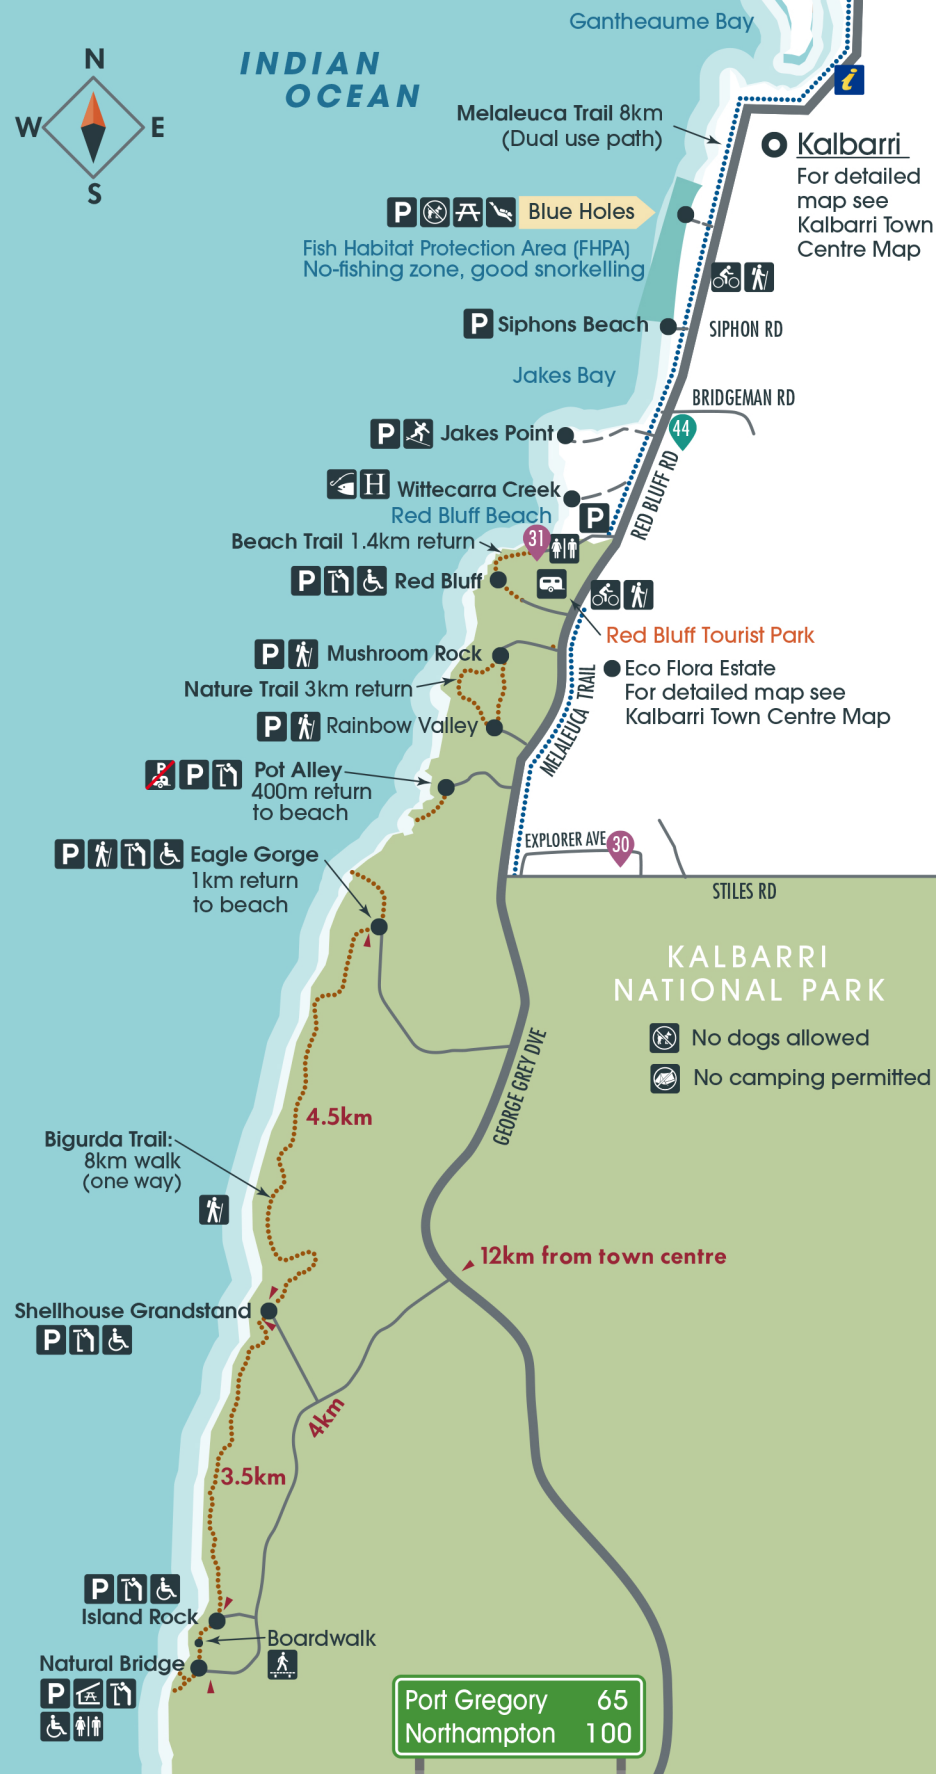 Gantheaume Bay
INDIAN
OCEAN
N
W
E
S
i
Melaleuca Trail 8km
(Dual use path)
Kalbarri
For detailed
map see
Kalbarri Town
Centre Map
P
Blue Holes
Fish Habitat Protection Area (FHPA)
No-fishing zone, good snorkelling
P
Siphons Beach
SIPHON RD
Jakes Bay
BRIDGEMAN RD
P
Jakes Point
44
H
Wittecarra Creek
Red Bluff Beach
P
RED BLUFF RD
Beach Trail 1.4km return
31
P
Red Bluff
Red Bluff Tourist Park
P
Mushroom Rock
Eco Flora Estate
For detailed map see
Kalbarri Town Centre Map
Nature Trail 3km return
MELALEUCA TRAIL
P
Rainbow Valley
P
P
Pot Alley
400m return
to beach
EXPLORER AVE
30
P
Eagle Gorge
1km return
to beach
STILES RD
KALBARRI
NATIONAL PARK
No dogs allowed
No camping permitted
GEORGE GREY DVE
4.5km
Bigurda Trail:
8km walk
(one way)
12km from town centre
Shellhouse Grandstand
P
4km
3.5km
P
Island Rock
Boardwalk
Natural Bridge
P
Port Gregory 65
Northampton 100